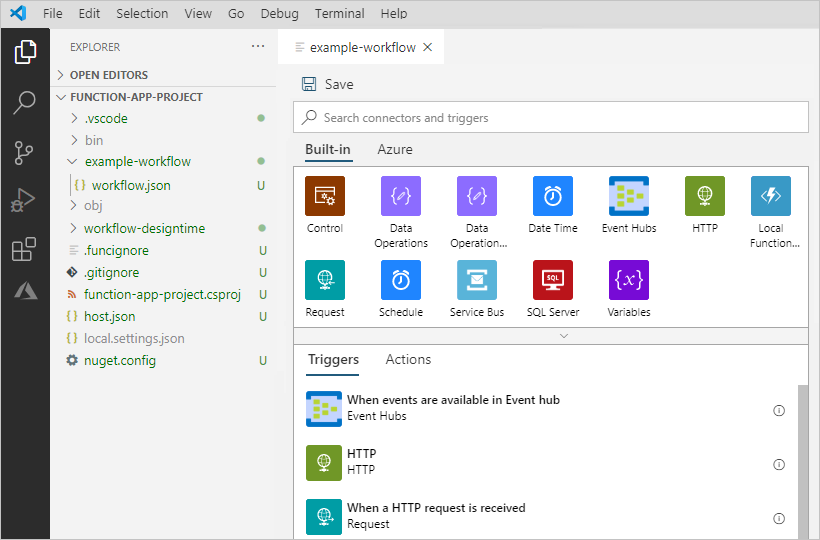 File Edit Selection View Go Debug Terminal Help
EXPLORER ...
OPEN EDITORS
FUNCTION-APP-PROJECT
.vscode
bin
example-workflow
workflow.json U
obj
workflow-designtime
.funcignore U
.gitignore U
function-app-project.csproj U
host.json U
local.settings.json
nuget.config U
example-workflow
Save
Search connectors and triggers
Built-in Azure
Control
Data
Operations
Data
Operation...
Date Time
Event Hubs
HTTP
Local
Function...
Request
Schedule
Service Bus
SQL
SQL Server
Variables
Triggers Actions
When events are available in Event hub
Event Hubs
HTTP
HTTP
When a HTTP request is received
Request